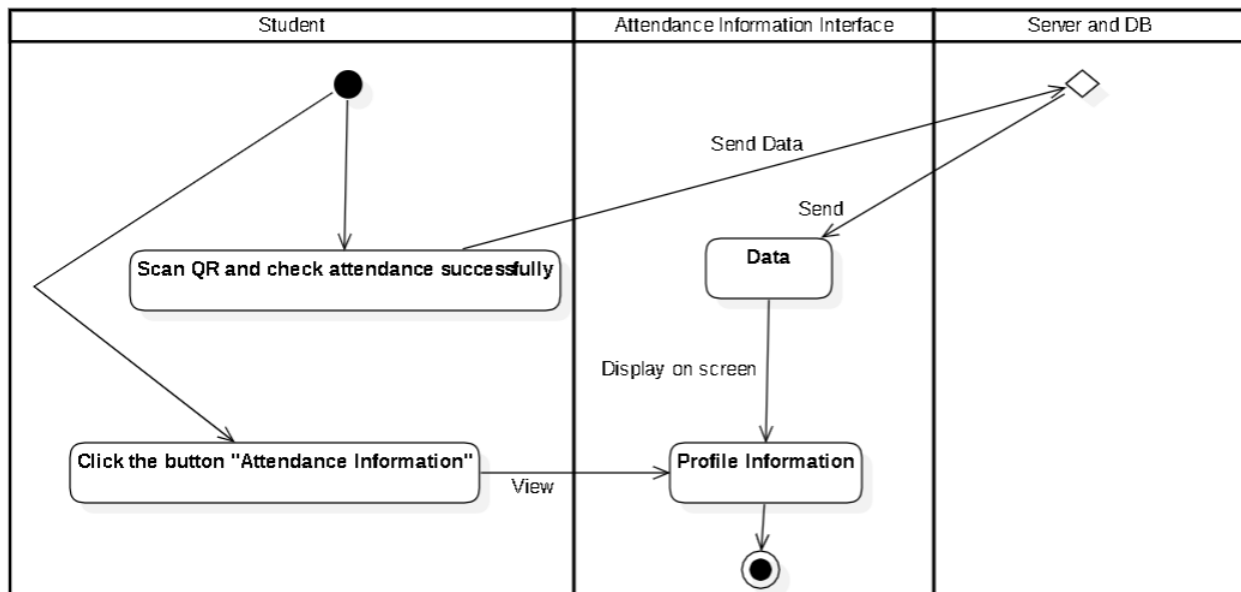 Student
Attendance Information Interface
Server and DB
Send Data
Send
Scan QR and check attendance successfully
Data
Display on screen
Click the button "Attendance Information"
View
Profile Information